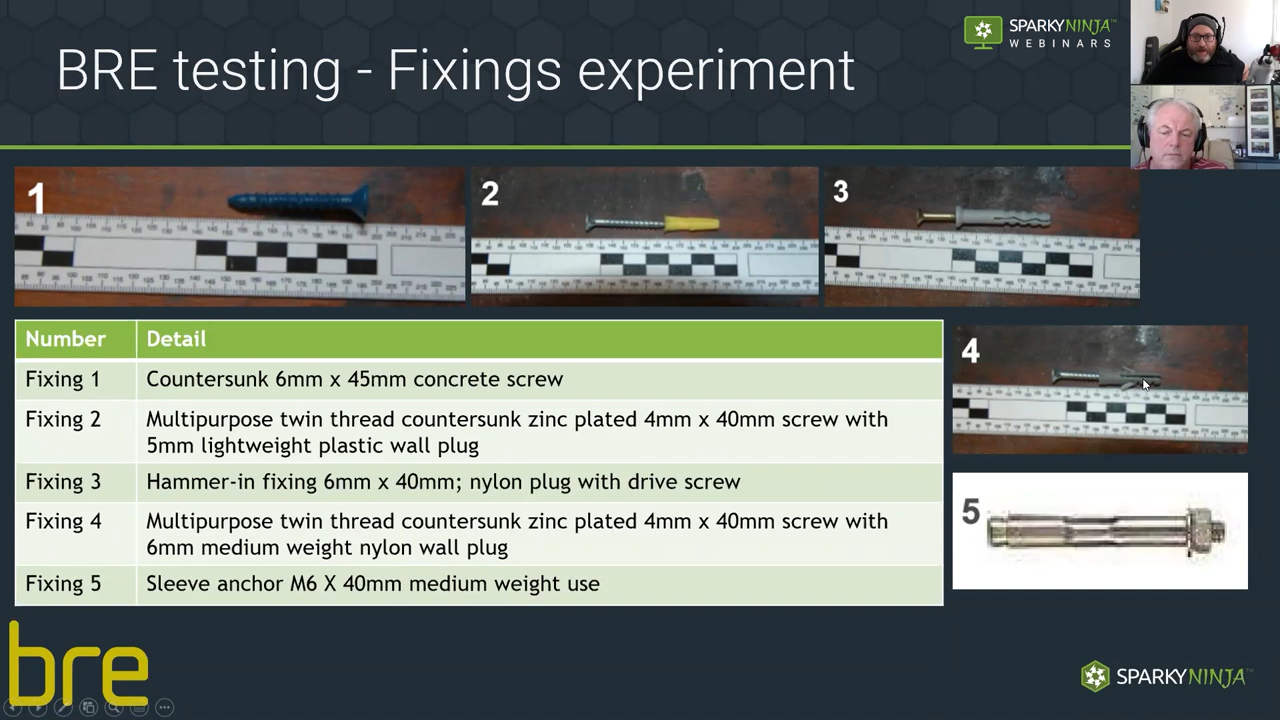 BRE testing - Fixings experiment
SPARKYNINJA™
WEBINARS
1
2
3
Number Detail
Fixing 1 Countersunk 6mm x 45mm concrete screw
Fixing 2 Multipurpose twin thread countersunk zinc plated 4mm x 40mm screw with
5mm lightweight plastic wall plug
Fixing 3 Hammer-in fixing 6mm x 40mm; nylon plug with drive screw
Fixing 4 Multipurpose twin thread countersunk zinc plated 4mm x 40mm screw with
6mm medium weight nylon wall plug
Fixing 5 Sleeve anchor M6 X 40mm medium weight use
4
5
bre
SPARKYNINJA™